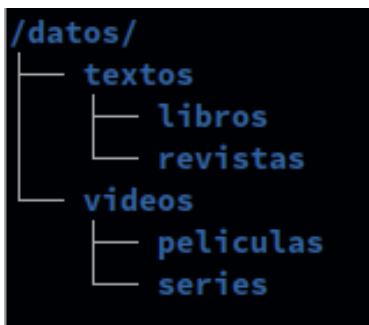 /datos/
textos
libros
revistas
videos
peliculas
series